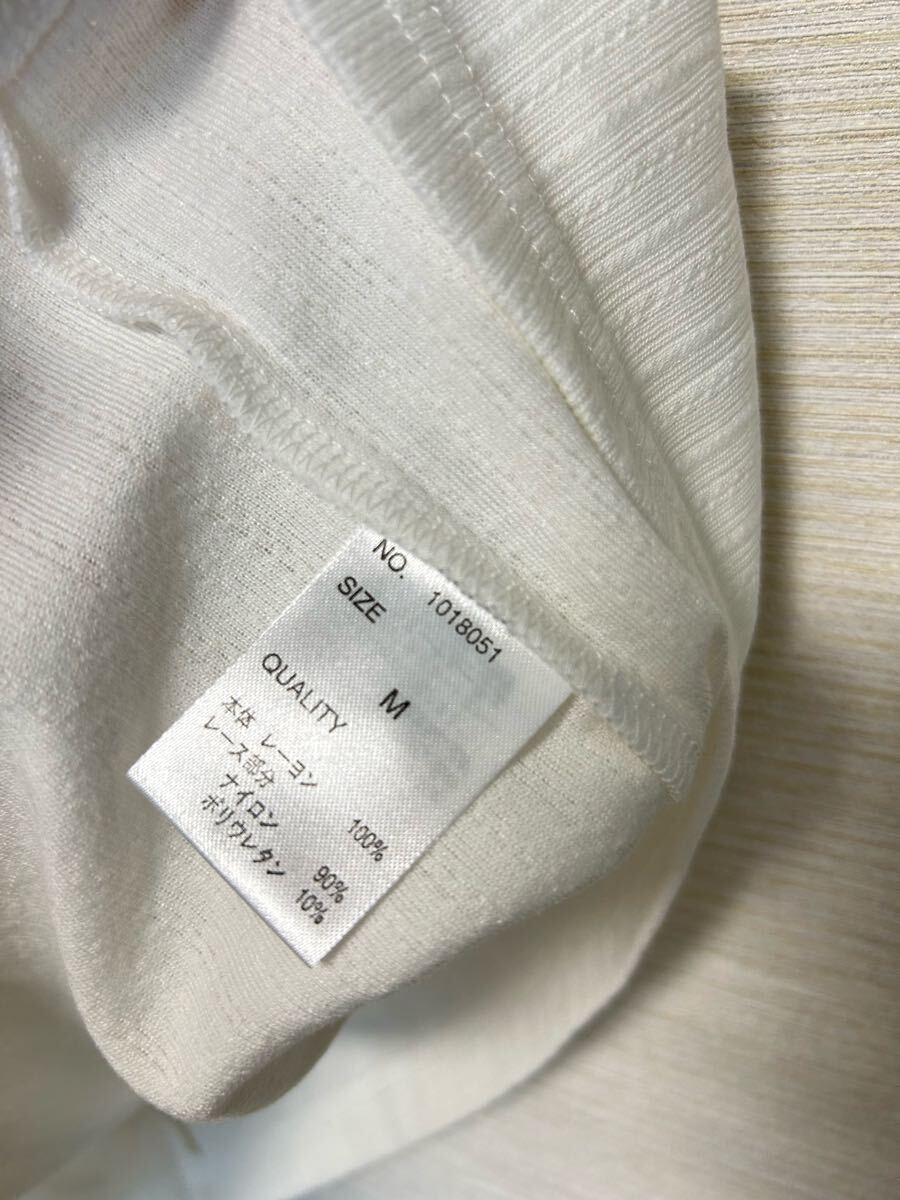 NO. 1018051
SIZE
M
QUALITY
本体 レーヨン 100%
レース部分
ナイロン 90%
ポリウレタン 10%